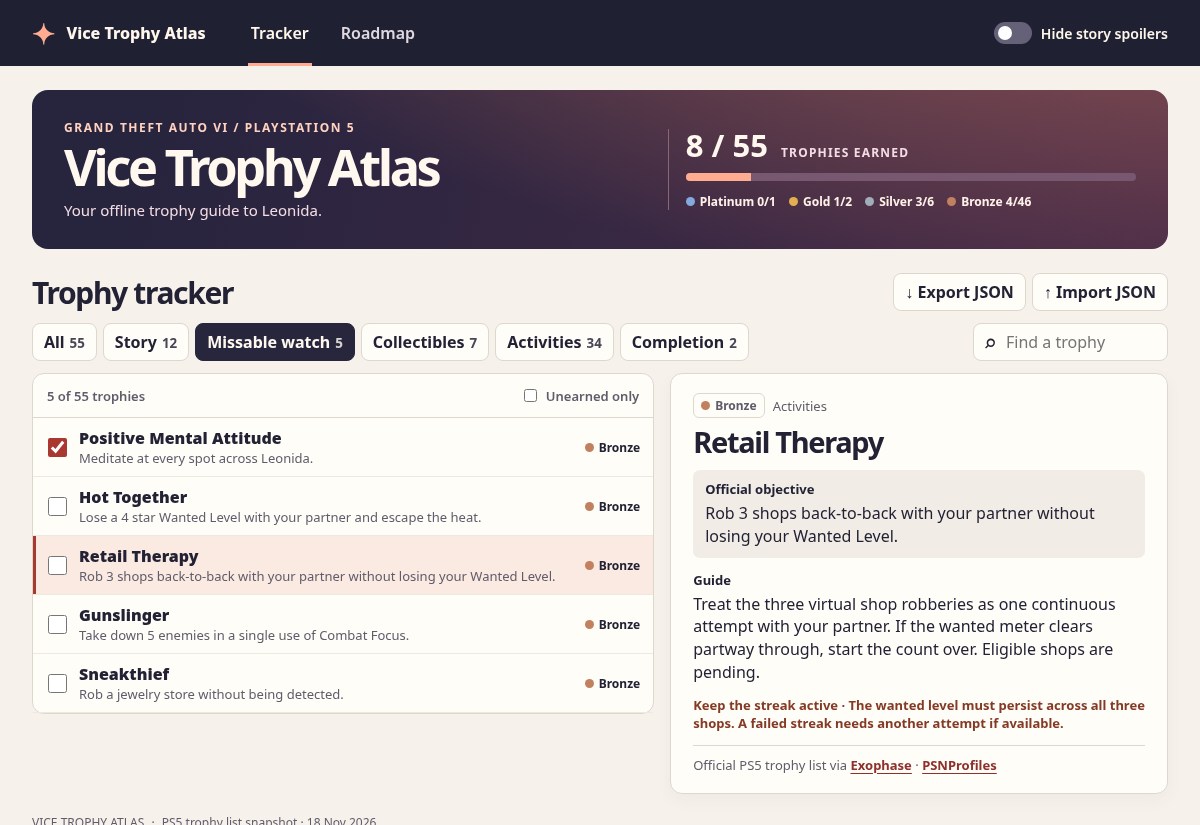 Vice Trophy Atlas
Tracker
Roadmap
Hide story spoilers
GRAND THEFT AUTO VI / PLAYSTATION 5
Vice Trophy Atlas
Your offline trophy guide to Leonida.
8 / 55 TROPHIES EARNED
Platinum 0/1 Gold 1/2 Silver 3/6 Bronze 4/46
Trophy tracker
↓ Export JSON
↑ Import JSON
All 55
Story 12
Missable watch 5
Collectibles 7
Activities 34
Completion 2
Find a trophy
5 of 55 trophies
Unearned only
Positive Mental Attitude
Meditate at every spot across Leonida.
Bronze
Hot Together
Lose a 4 star Wanted Level with your partner and escape the heat.
Bronze
Retail Therapy
Rob 3 shops back-to-back with your partner without losing your Wanted Level.
Bronze
Gunslinger
Take down 5 enemies in a single use of Combat Focus.
Bronze
Sneakthief
Rob a jewelry store without being detected.
Bronze
Bronze Activities
Retail Therapy
Official objective
Rob 3 shops back-to-back with your partner without
losing your Wanted Level.
Guide
Treat the three virtual shop robberies as one continuous
attempt with your partner. If the wanted meter clears
partway through, start the count over. Eligible shops are
pending.
Keep the streak active · The wanted level must persist across all three
shops. A failed streak needs another attempt if available.
Official PS5 trophy list via Exophase · PSNProfiles
VICE TROPHY ATLAS · PS5 trophy list snapshot · 18 Nov 2026